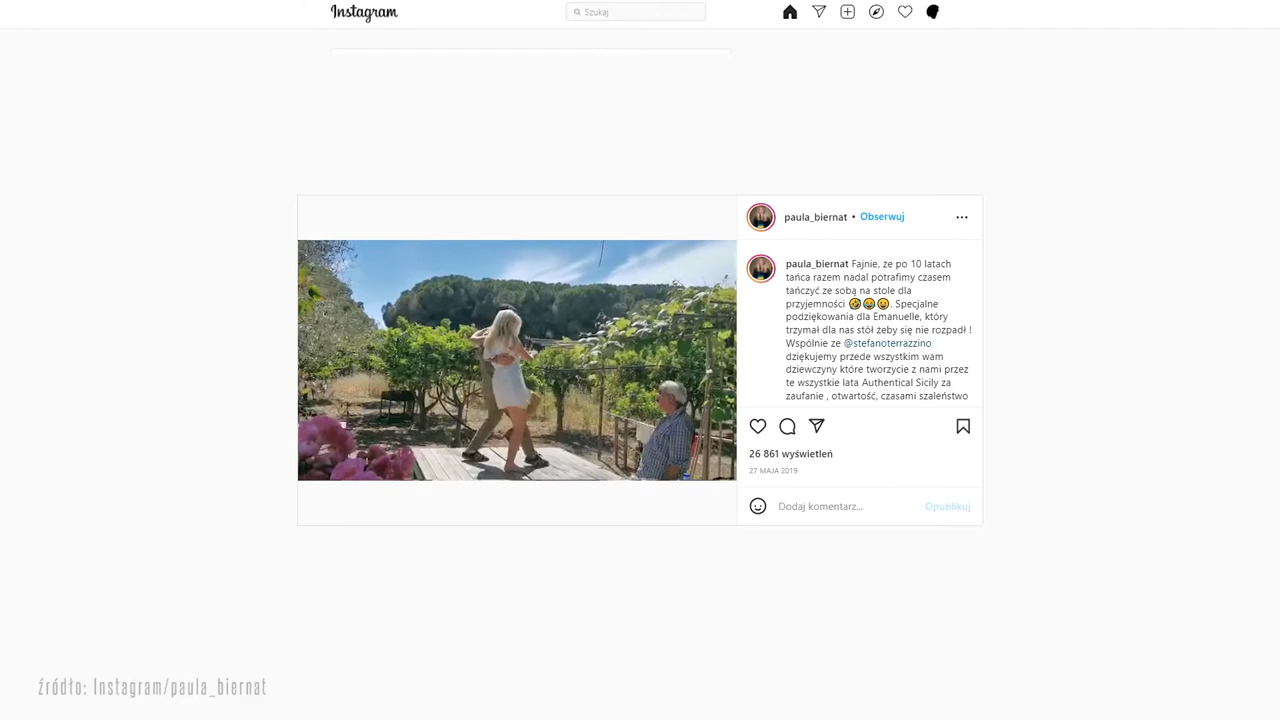 Instagram
Szukaj
paula_biernat • Obserwuj
paula_biernat Fajnie, że po 10 latach
tańca razem nadal potrafimy czasem
tańczyć ze sobą na stole dla
przyjemności 🤣😂😄. Specjalne
podziękowania dla Emanuelle, który
trzymał dla nas stół żeby się nie rozpadł !
Wspólnie ze @stefanoterrazzino
dziękujemy przede wszystkim wam
dziewczyny które tworzycie z nami przez
te wszystkie lata Authentical Sicily za
zaufanie , otwartość, czasami szaleństwo
26 861 wyświetleń
27 MAJA 2019
Dodaj komentarz...
Opublikuj
źródło: Instagram/paula_biernat